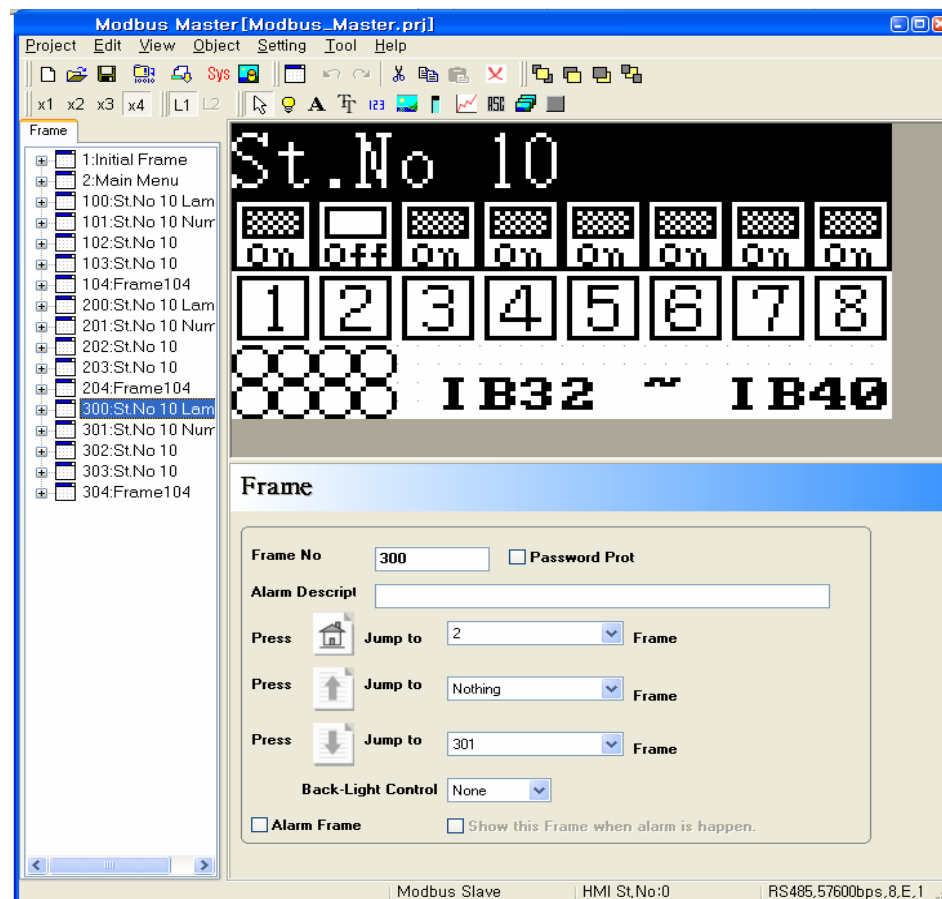 Modbus Master[Modbus_Master.prj]
Project Edit View Object Setting Tool Help
Sys
x1 x2 x3 x4 L1 L2 A Tr 123 ASC
Frame
1:Initial Frame
2:Main Menu
100:St.No 10 Lam
101:St.No 10 Num
102:St.No 10
103:St.No 10
104:Frame104
200:St.No 10 Lam
201:St.No 10 Num
202:St.No 10
203:St.No 10
204:Frame104
300:St.No 10 Lam
301:St.No 10 Num
302:St.No 10
303:St.No 10
304:Frame104
St.No 10
On Off On On On On On On
1 2 3 4 5 6 7 8
IB32 ~ IB40
Frame
Frame No 300 Password Prot
Alarm Descript
Press Jump to 2 Frame
Press Jump to Nothing Frame
Press Jump to 301 Frame
Back-Light Control None
Alarm Frame Show this Frame when alarm is happen.
Modbus Slave HMI St,No:0 RS485,57600bps,8,E,1